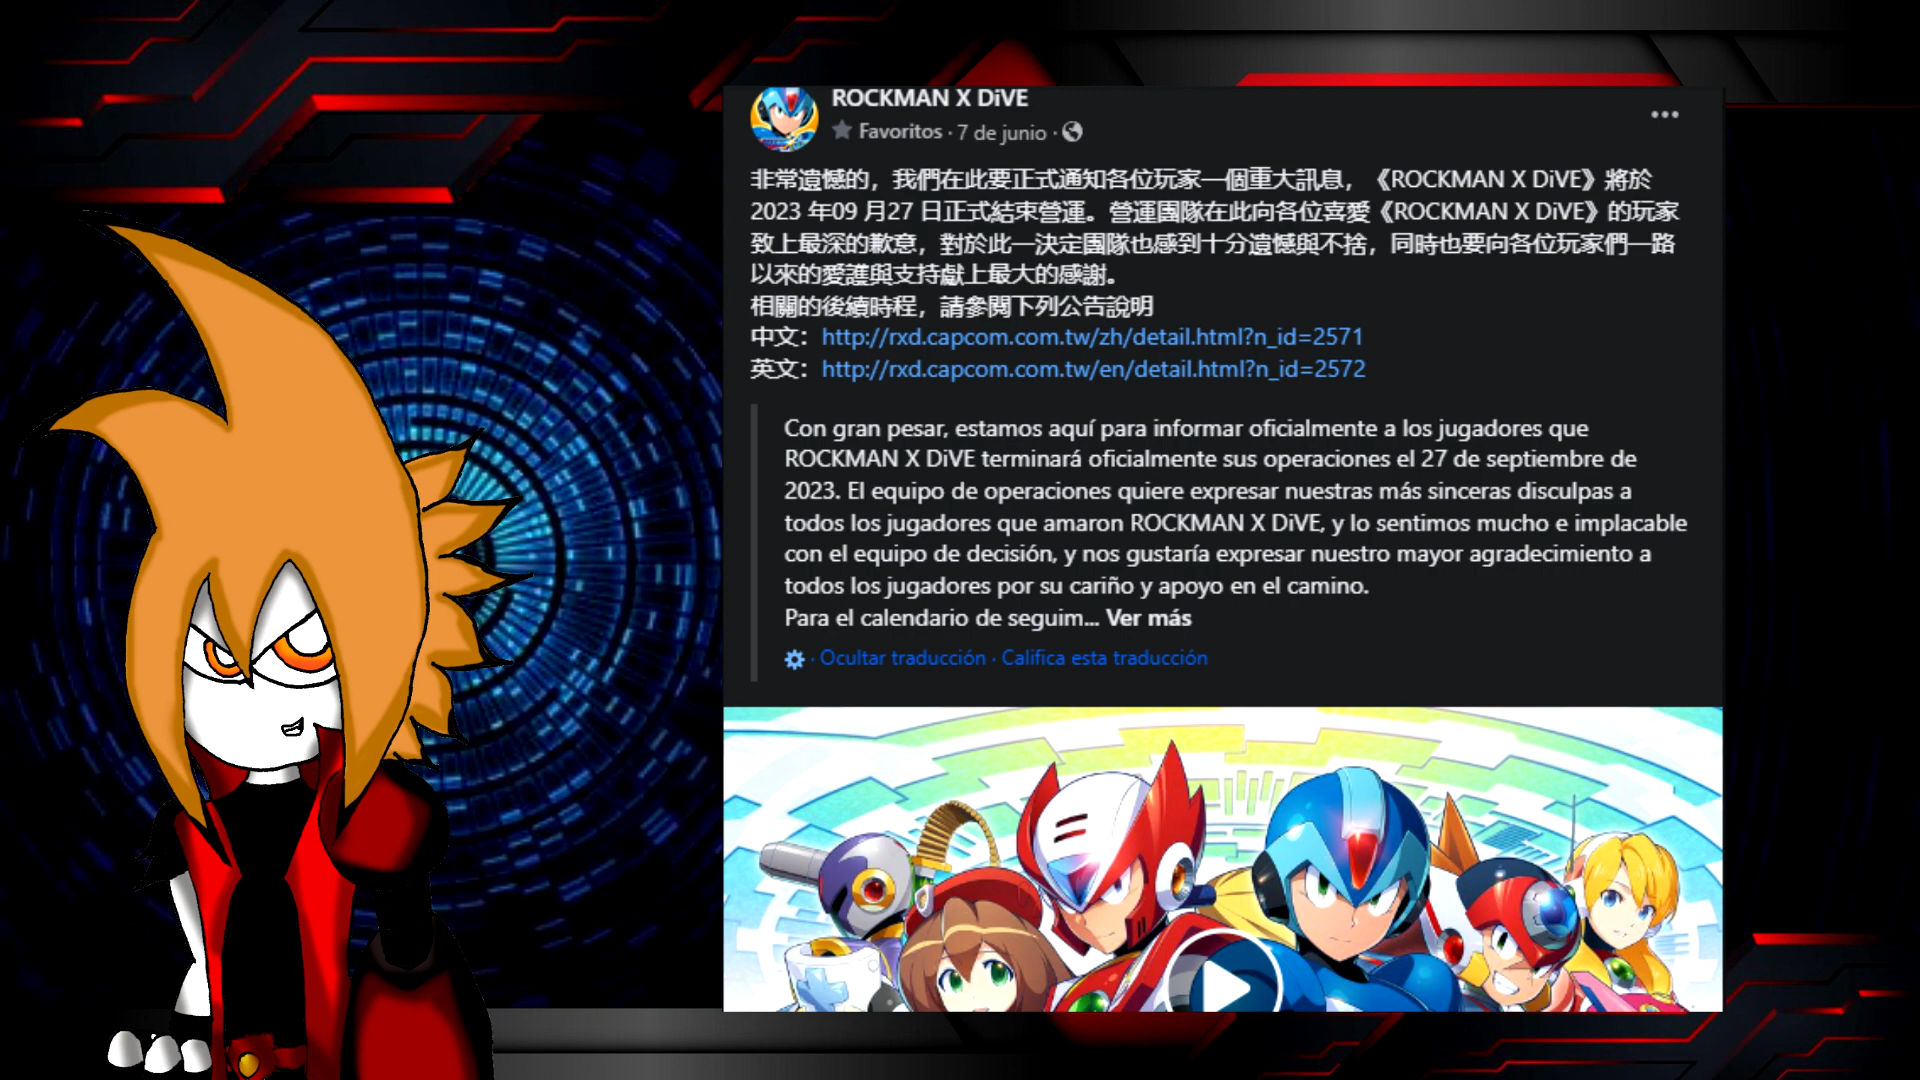 ROCKMAN X DiVE
Favoritos · 7 de junio ·
非常遺憾的，我們在此要正式通知各位玩家一個重大訊息，《ROCKMAN X DiVE》將於
2023 年09 月27 日正式結束營運。營運團隊在此向各位喜愛《ROCKMAN X DiVE》的玩家
致上最深的歉意，對於此一決定團隊也感到十分遺憾與不捨，同時也要向各位玩家們一路
以來的愛護與支持獻上最大的感謝。
相關的後續時程，請參閱下列公告說明
中文：http://rxd.capcom.com.tw/zh/detail.html?n_id=2571
英文：http://rxd.capcom.com.tw/en/detail.html?n_id=2572
Con gran pesar, estamos aquí para informar oficialmente a los jugadores que
ROCKMAN X DiVE terminará oficialmente sus operaciones el 27 de septiembre de
2023. El equipo de operaciones quiere expresar nuestras más sinceras disculpas a
todos los jugadores que amaron ROCKMAN X DiVE, y lo sentimos mucho e implacable
con el equipo de decisión, y nos gustaría expresar nuestro mayor agradecimiento a
todos los jugadores por su cariño y apoyo en el camino.
Para el calendario de seguim... Ver más
· Ocultar traducción · Califica esta traducción